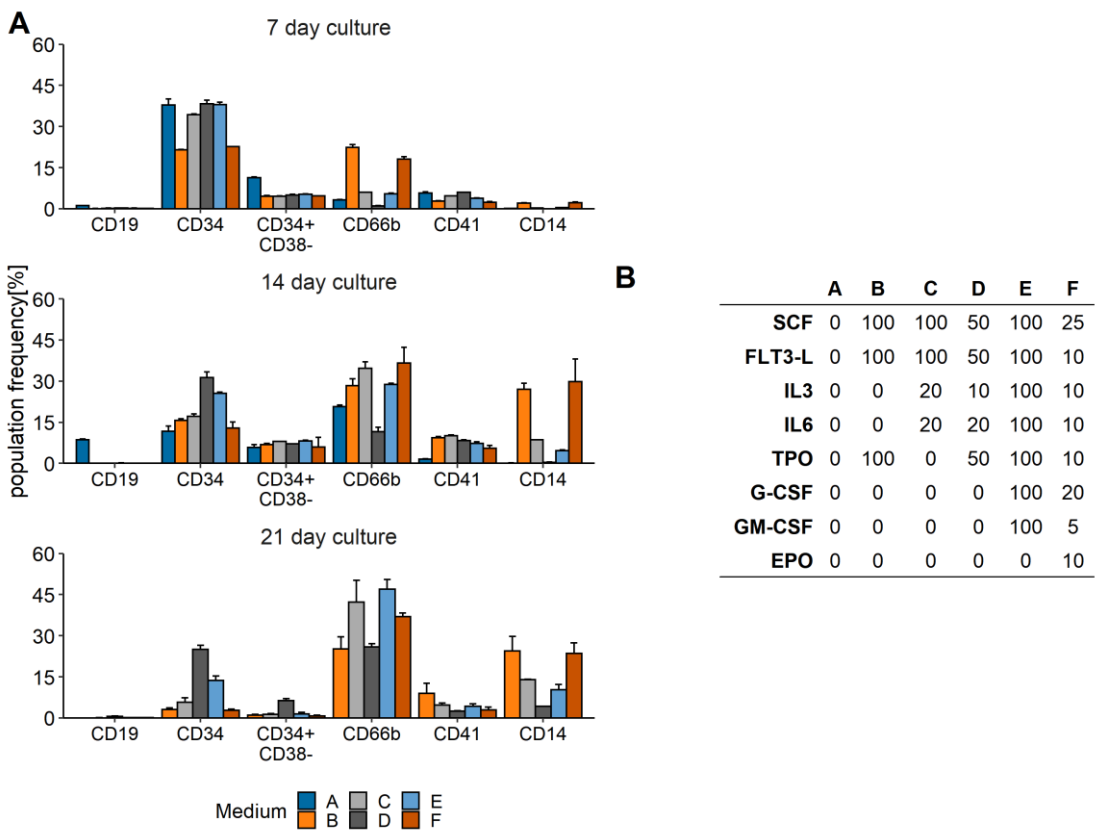 A
7 day culture
60
45
30
15
0
CD19 CD34 CD34+ CD66b CD41 CD14
CD38-
population frequency[%]
14 day culture
60
45
30
15
0
CD19 CD34 CD34+ CD66b CD41 CD14
CD38-
21 day culture
60
45
30
15
0
CD19 CD34 CD34+ CD66b CD41 CD14
CD38-
Medium A C E
B D F
B
A B C D E F
SCF 0 100 100 50 100 25
FLT3-L 0 100 100 50 100 10
IL3 0 0 20 10 100 10
IL6 0 0 20 20 100 10
TPO 0 100 0 50 100 10
G-CSF 0 0 0 0 100 20
GM-CSF 0 0 0 0 100 5
EPO 0 0 0 0 0 10